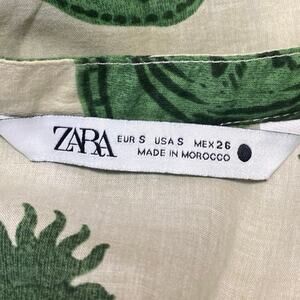 ZARA EUR S USA S MEX 26
MADE IN MOROCCO